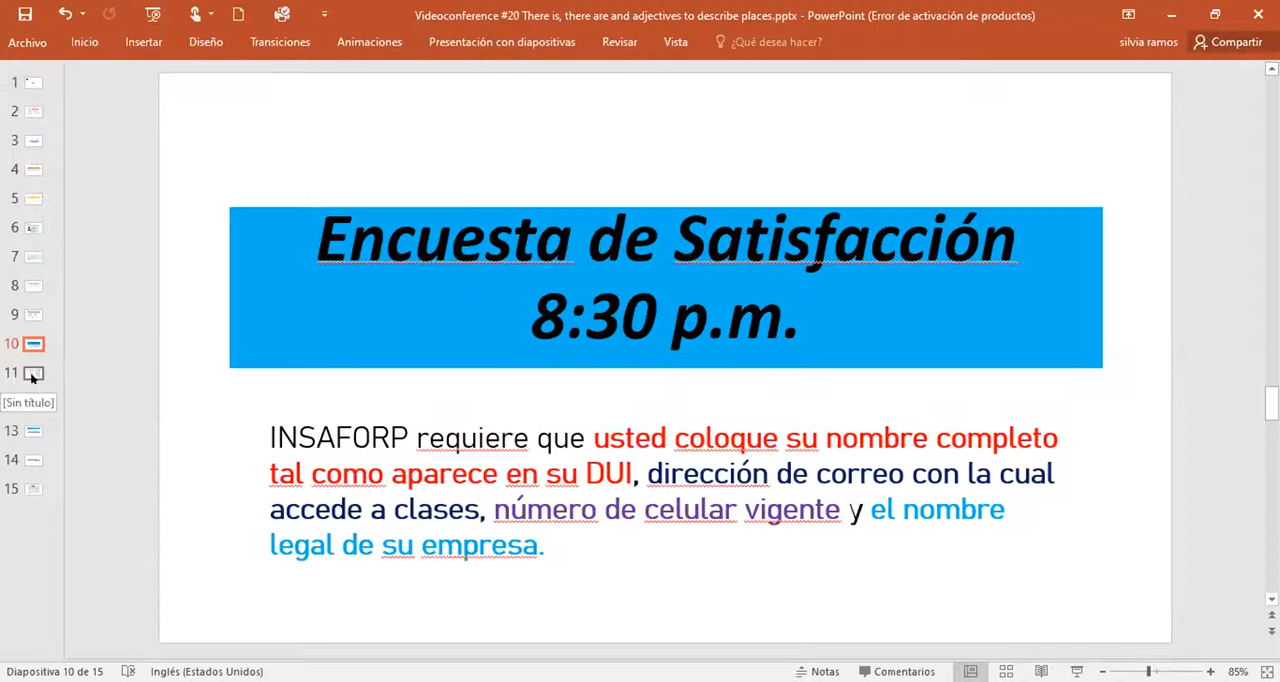 Videoconference #20 There is, there are and adjectives to describe places.pptx - PowerPoint (Error de activación de productos)
Archivo Inicio Insertar Diseño Transiciones Animaciones Presentación con diapositivas Revisar Vista ¿Qué desea hacer? silvia ramos Compartir
1
2
3
4
5
6
7
8
9
10
11
[Sin título]
13
14
15
Encuesta de Satisfacción
8:30 p.m.
INSAFORP requiere que usted coloque su nombre completo
tal como aparece en su DUI, dirección de correo con la cual
accede a clases, número de celular vigente y el nombre
legal de su empresa.
Diapositiva 10 de 15 Inglés (Estados Unidos) Notas Comentarios 85%